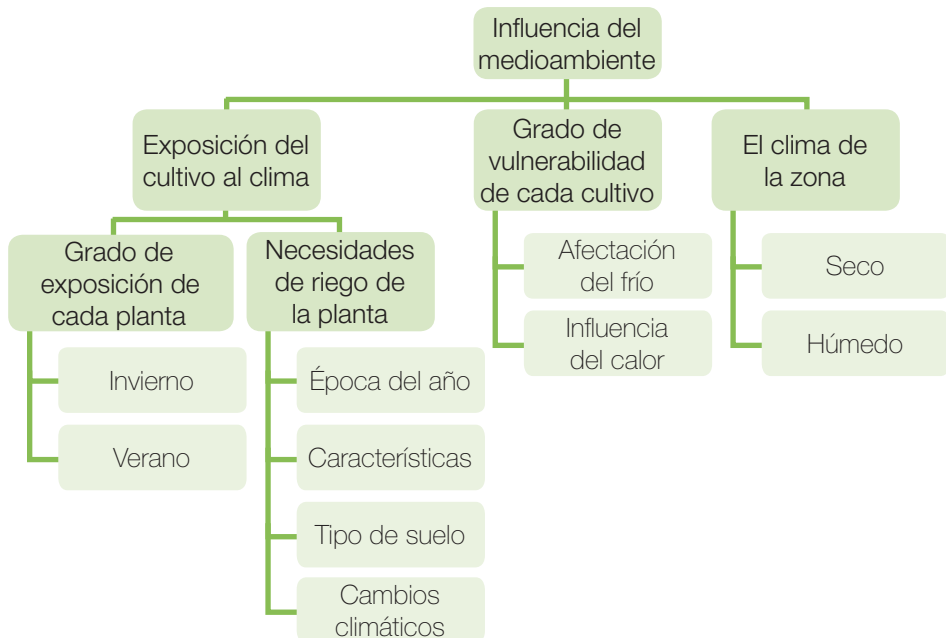 Influencia del
medioambiente
Exposición del
cultivo al clima
Grado de
vulnerabilidad
de cada cultivo
El clima de
la zona
Grado de
exposición de
cada planta
Necesidades
de riego de
la planta
Afectación
del frío
Influencia
del calor
Seco
Húmedo
Invierno
Verano
Época del año
Características
Tipo de suelo
Cambios
climáticos